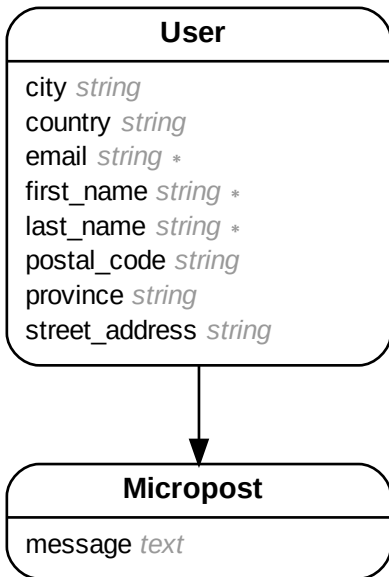 User
city string
country string
email string *
first_name string *
last_name string *
postal_code string
province string
street_address string
Micropost
message text